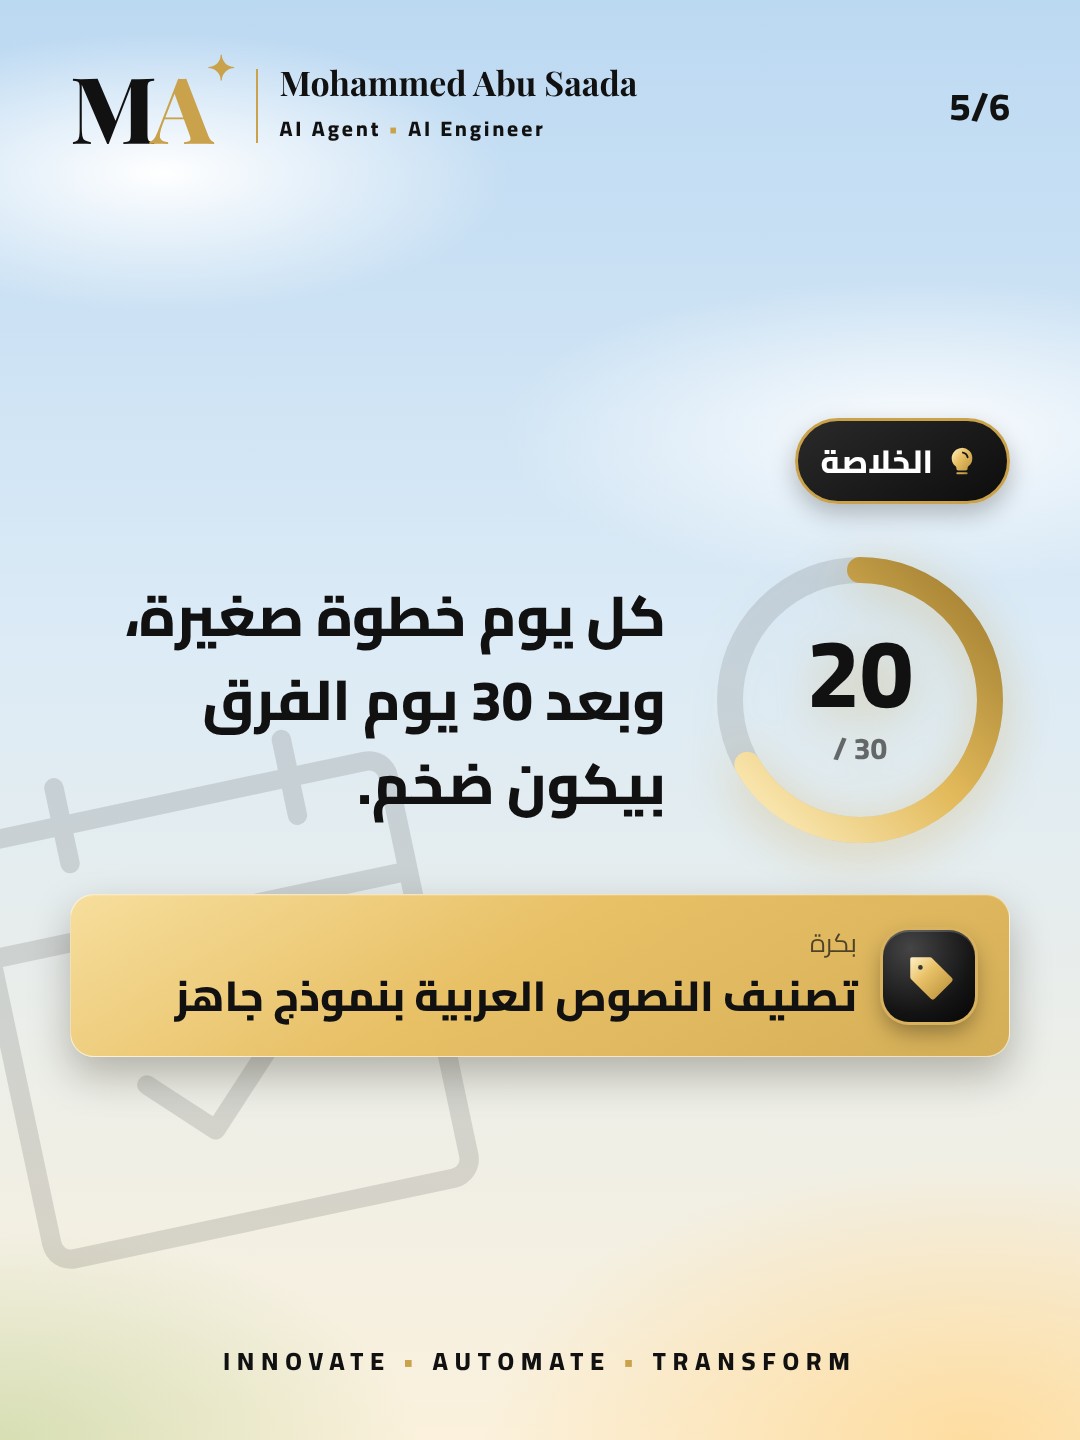 MA
Mohammed Abu Saada
AI Agent ▪ AI Engineer
5/6
الخلاصة
20
/ 30
كل يوم خطوة صغيرة،
وبعد 30 يوم الفرق
بيكون ضخم.
بكرة
تصنيف النصوص العربية بنموذج جاهز
INNOVATE ▪ AUTOMATE ▪ TRANSFORM